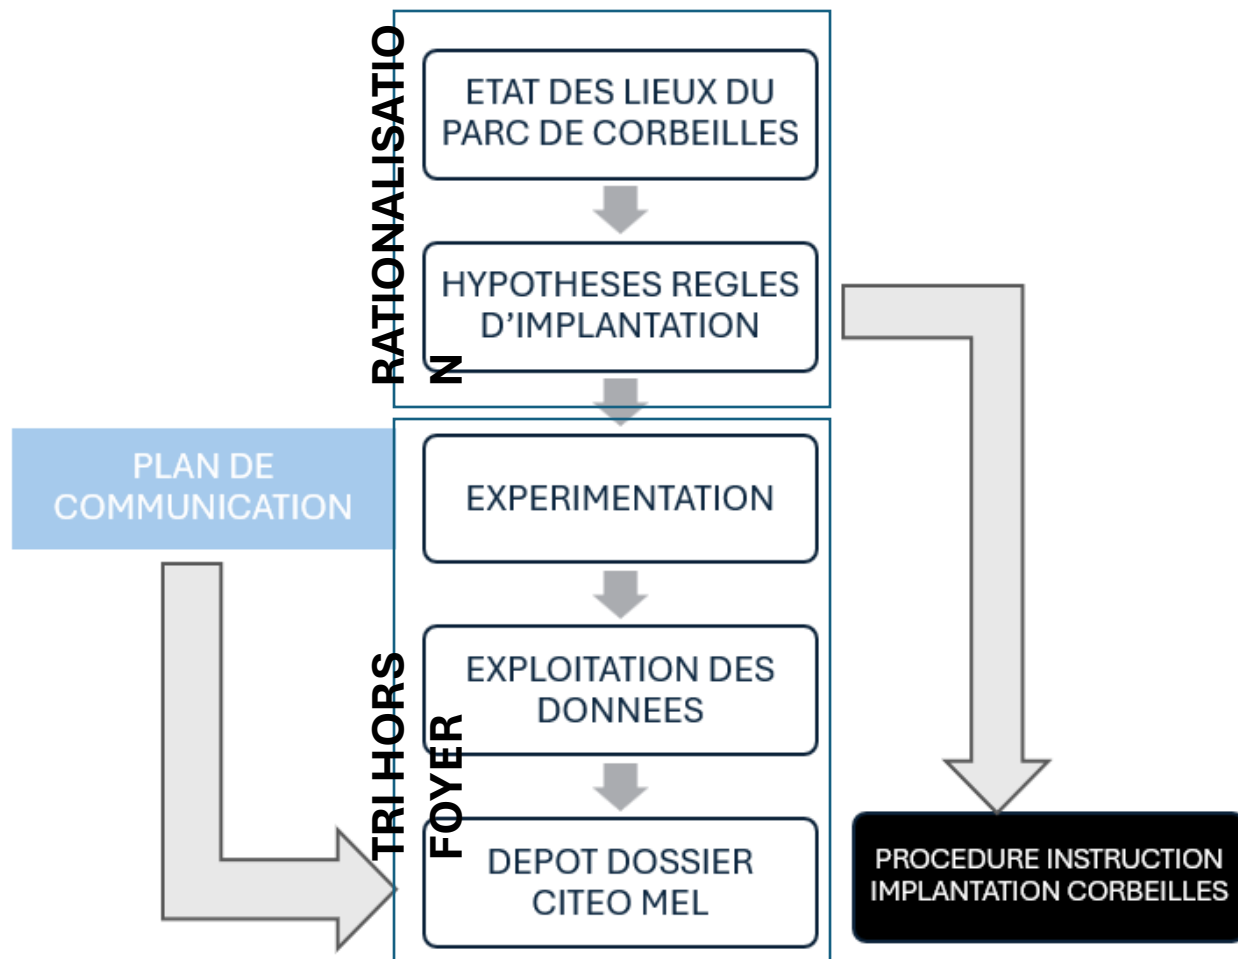 RATIONALISATIO
N
ETAT DES LIEUX DU
PARC DE CORBEILLES
HYPOTHESES REGLES
D’IMPLANTATION
PLAN DE
COMMUNICATION
TRI HORS
FOYER
EXPERIMENTATION
EXPLOITATION DES
DONNEES
DEPOT DOSSIER
CITEO MEL
PROCEDURE INSTRUCTION
IMPLANTATION CORBEILLES